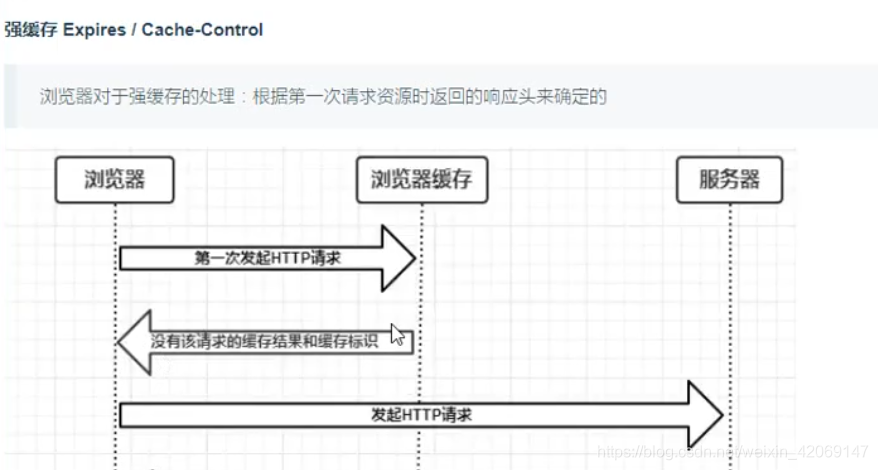 强缓存 Expires / Cache-Control
浏览器对于强缓存的处理：根据第一次请求资源时返回的响应头来确定的
浏览器
浏览器缓存
服务器
第一次发起HTTP请求
没有该请求的缓存结果和缓存标识
发起HTTP请求
https://blog.csdn.net/weixin_42069147